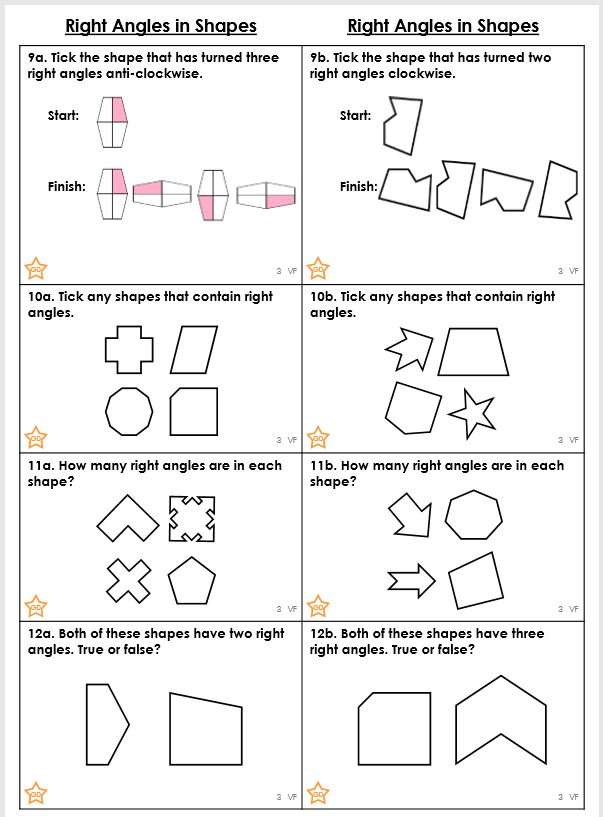 Right Angles in Shapes
Right Angles in Shapes
9a. Tick the shape that has turned three
right angles anti-clockwise.
Start:
Finish:
GD
3 VF
9b. Tick the shape that has turned two
right angles clockwise.
Start:
Finish:
GD
3 VF
10a. Tick any shapes that contain right
angles.
GD
3 VF
10b. Tick any shapes that contain right
angles.
GD
3 VF
11a. How many right angles are in each
shape?
GD
3 VF
11b. How many right angles are in each
shape?
GD
3 VF
12a. Both of these shapes have two right
angles. True or false?
GD
3 VF
12b. Both of these shapes have three
right angles. True or false?
GD
3 VF